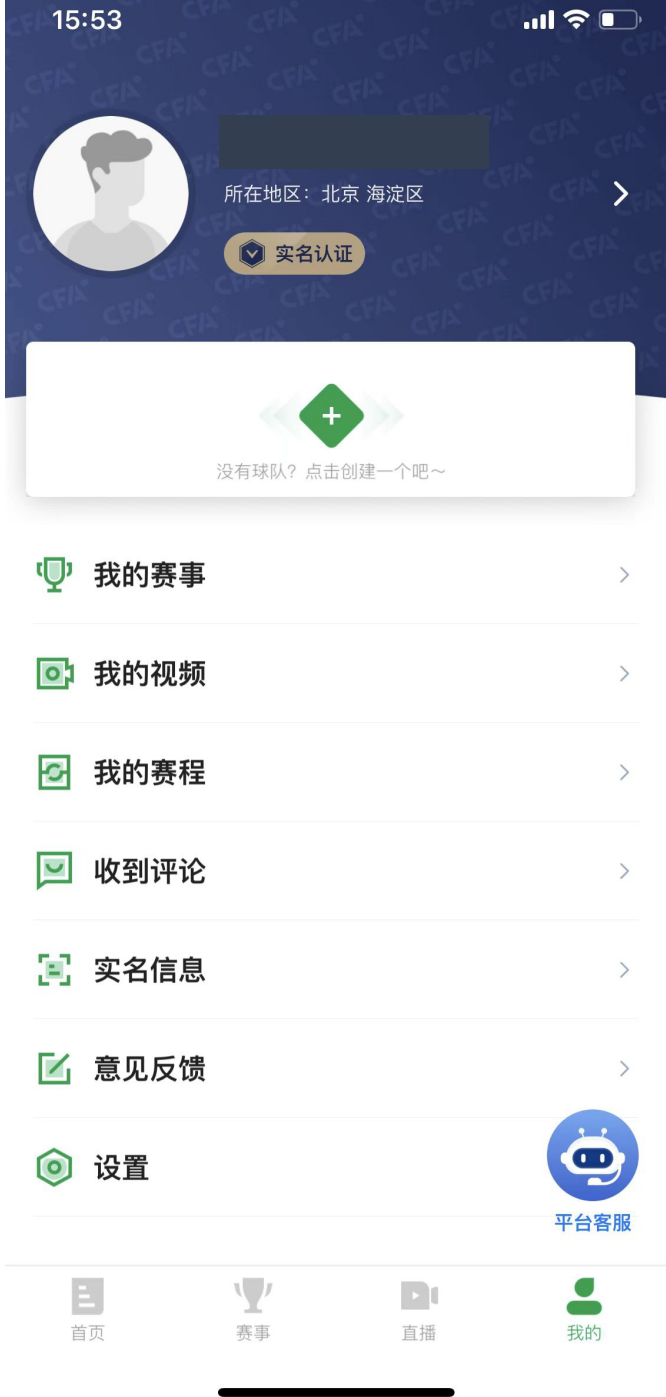 15:53
所在地区：北京 海淀区
实名认证
没有球队？点击创建一个吧～
我的赛事
我的视频
我的赛程
收到评论
实名信息
意见反馈
设置
平台客服
首页
赛事
直播
我的